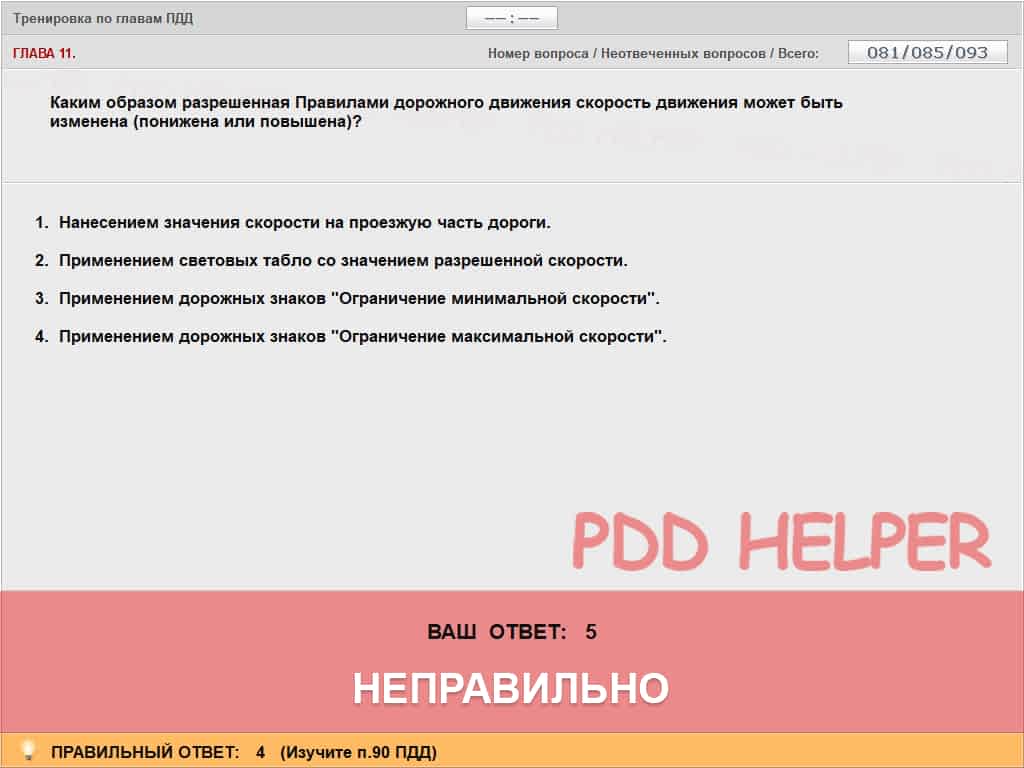 Тренировка по главам ПДД
–– : ––
ГЛАВА 11.
Номер вопроса / Неотвеченных вопросов / Всего:
081/085/093
Каким образом разрешенная Правилами дорожного движения скорость движения может быть
изменена (понижена или повышена)?
1. Нанесением значения скорости на проезжую часть дороги.
2. Применением световых табло со значением разрешенной скорости.
3. Применением дорожных знаков "Ограничение минимальной скорости".
4. Применением дорожных знаков "Ограничение максимальной скорости".
PDD HELPER
ВАШ ОТВЕТ: 5
НЕПРАВИЛЬНО
ПРАВИЛЬНЫЙ ОТВЕТ: 4 (Изучите п.90 ПДД)